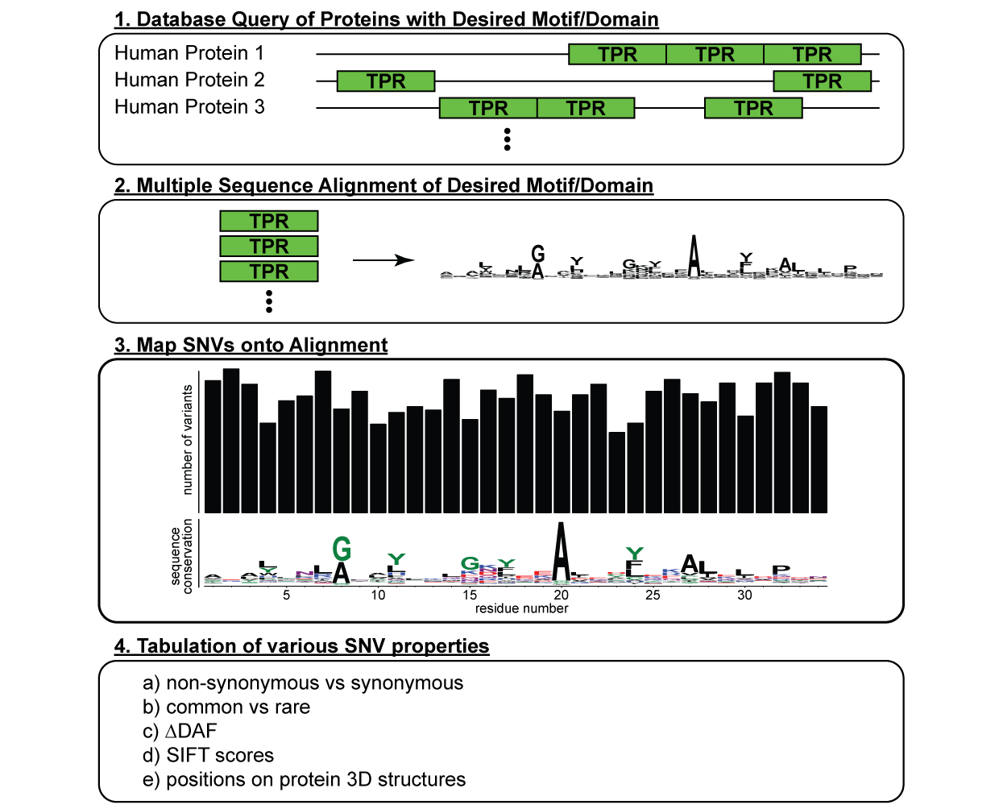 1. Database Query of Proteins with Desired Motif/Domain
Human Protein 1
TPR TPR TPR
Human Protein 2
TPR TPR
Human Protein 3
TPR TPR TPR
2. Multiple Sequence Alignment of Desired Motif/Domain
TPR
TPR
TPR
G
A
Y
G
Y
A
Y
A
L
P
3. Map SNVs onto Alignment
number of variants
sequence
conservation
G
A
Y
G
Y
A
Y
F
A
L
P
5 10 15 20 25 30
residue number
4. Tabulation of various SNV properties
a) non-synonymous vs synonymous
b) common vs rare
c) ΔDAF
d) SIFT scores
e) positions on protein 3D structures